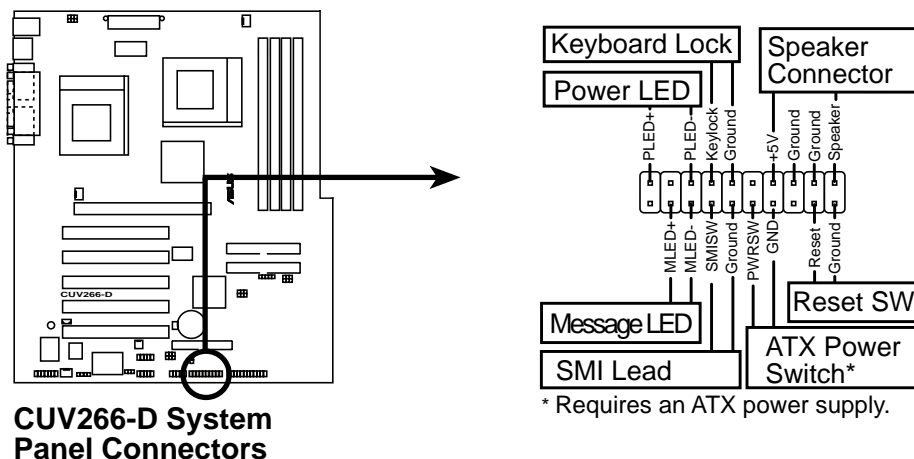 Keyboard Lock
Speaker
Connector
Power LED
PLED+
PLED-
Keylock
Ground
+5V
Ground
Ground
Speaker
MLED+
MLED-
SMISW
Ground
PWRSW
GND
Reset
Ground
Reset SW
Message LED
SMI Lead
ATX Power
Switch*
* Requires an ATX power supply.
ASUS
CUV266-D
CUV266-D System
Panel Connectors